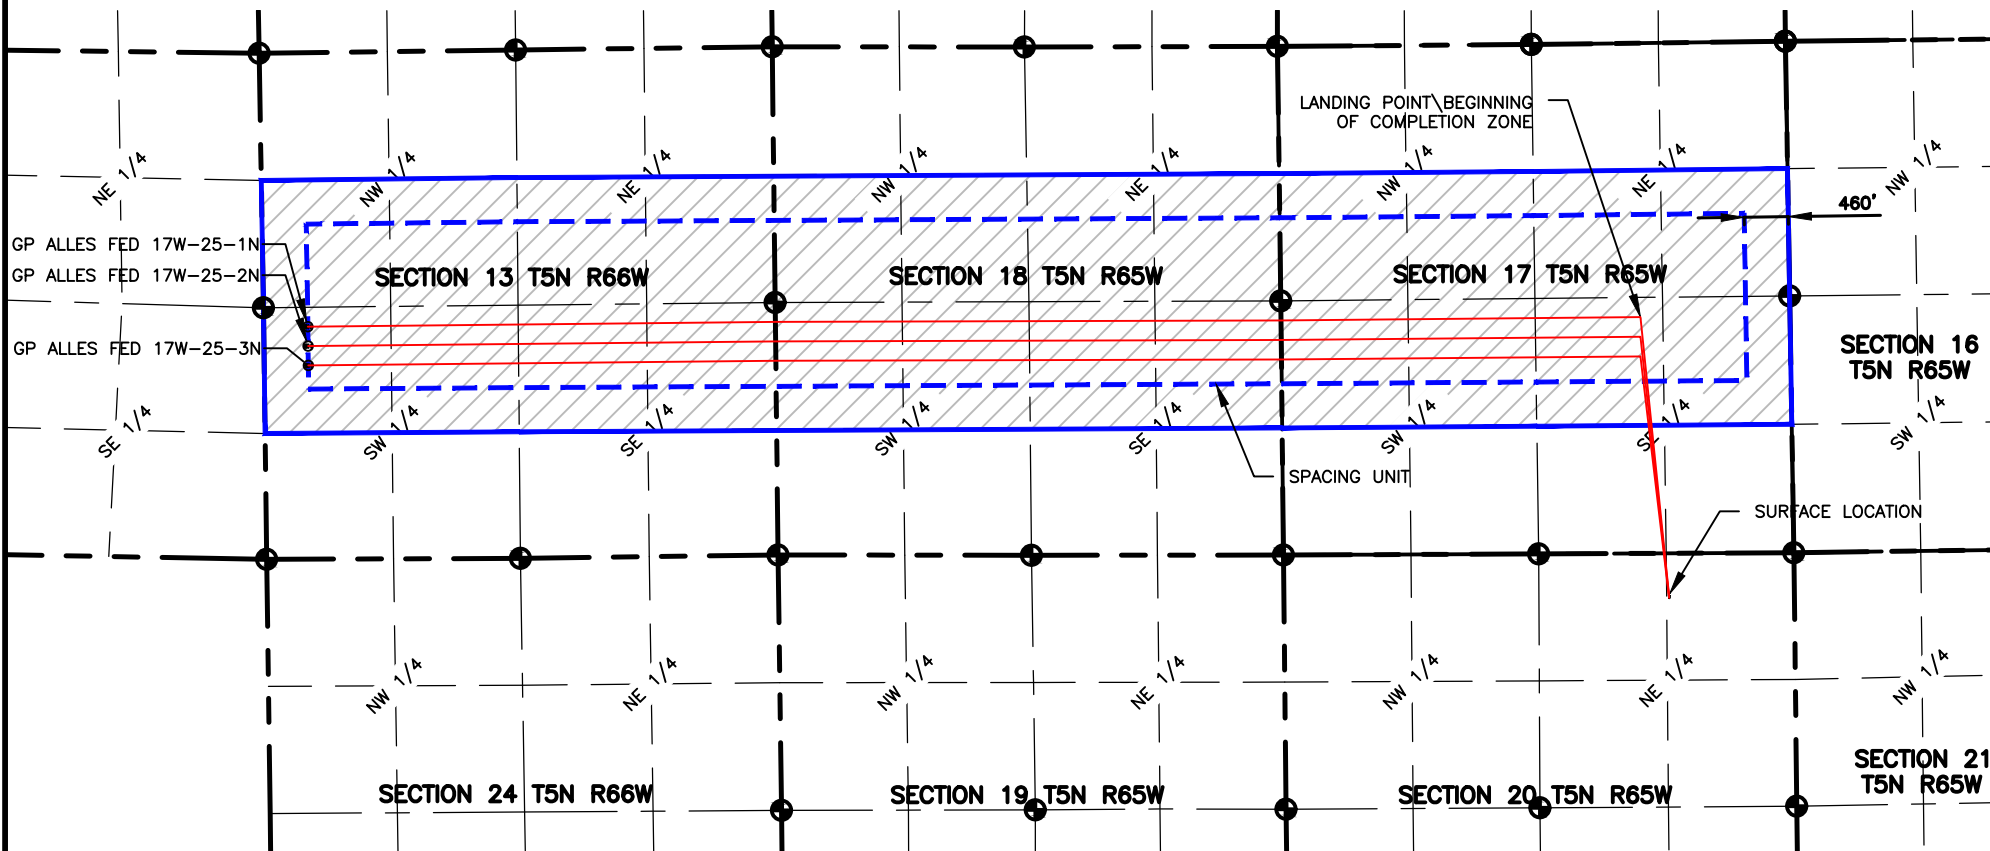 LANDING POINT\BEGINNING
OF COMPLETION ZONE
NE 1/4
NW 1/4
NE 1/4
NW 1/4
NE 1/4
NW 1/4
NE 1/4
NW 1/4
460'
GP ALLES FED 17W-25-1N
GP ALLES FED 17W-25-2N
SECTION 13 T5N R66W
SECTION 18 T5N R65W
SECTION 17 T5N R65W
GP ALLES FED 17W-25-3N
SECTION 16
T5N R65W
SE 1/4
SW 1/4
SE 1/4
SW 1/4
SE 1/4
SW 1/4
SE 1/4
SW 1/4
SPACING UNIT
SURFACE LOCATION
NW 1/4
NE 1/4
NW 1/4
NE 1/4
NW 1/4
NE 1/4
NW 1/4
SECTION 24 T5N R66W
SECTION 19 T5N R65W
SECTION 20 T5N R65W
SECTION 21
T5N R65W